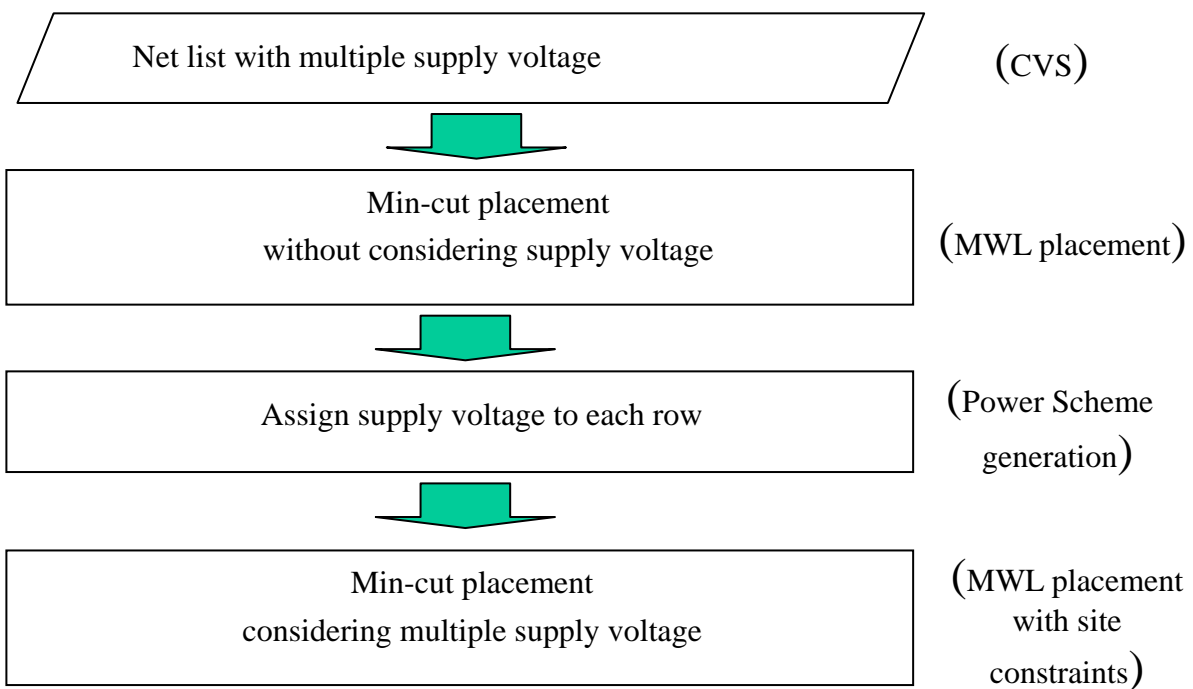 Net list with multiple supply voltage
(CVS)
Min-cut placement
without considering supply voltage
(MWL placement)
Assign supply voltage to each row
(Power Scheme
generation)
Min-cut placement
considering multiple supply voltage
(MWL placement
with site
constraints)